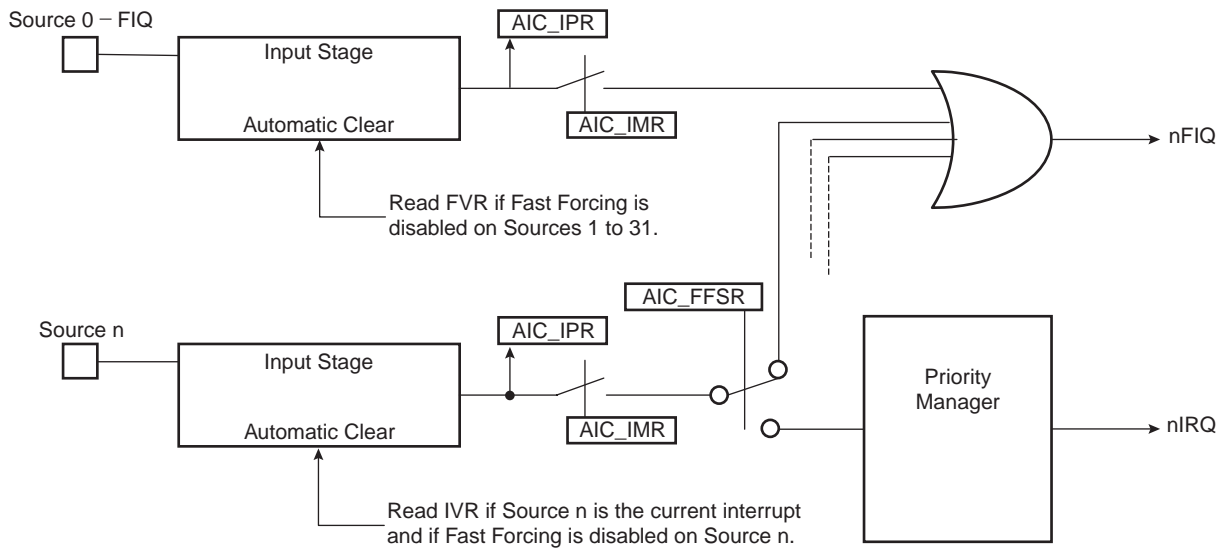 Source 0 – FIQ
AIC_IPR
Input Stage
Automatic Clear
AIC_IMR
nFIQ
Read FVR if Fast Forcing is
disabled on Sources 1 to 31.
AIC_FFSR
Source n
AIC_IPR
Input Stage
Priority
Manager
Automatic Clear
AIC_IMR
nIRQ
Read IVR if Source n is the current interrupt
and if Fast Forcing is disabled on Source n.